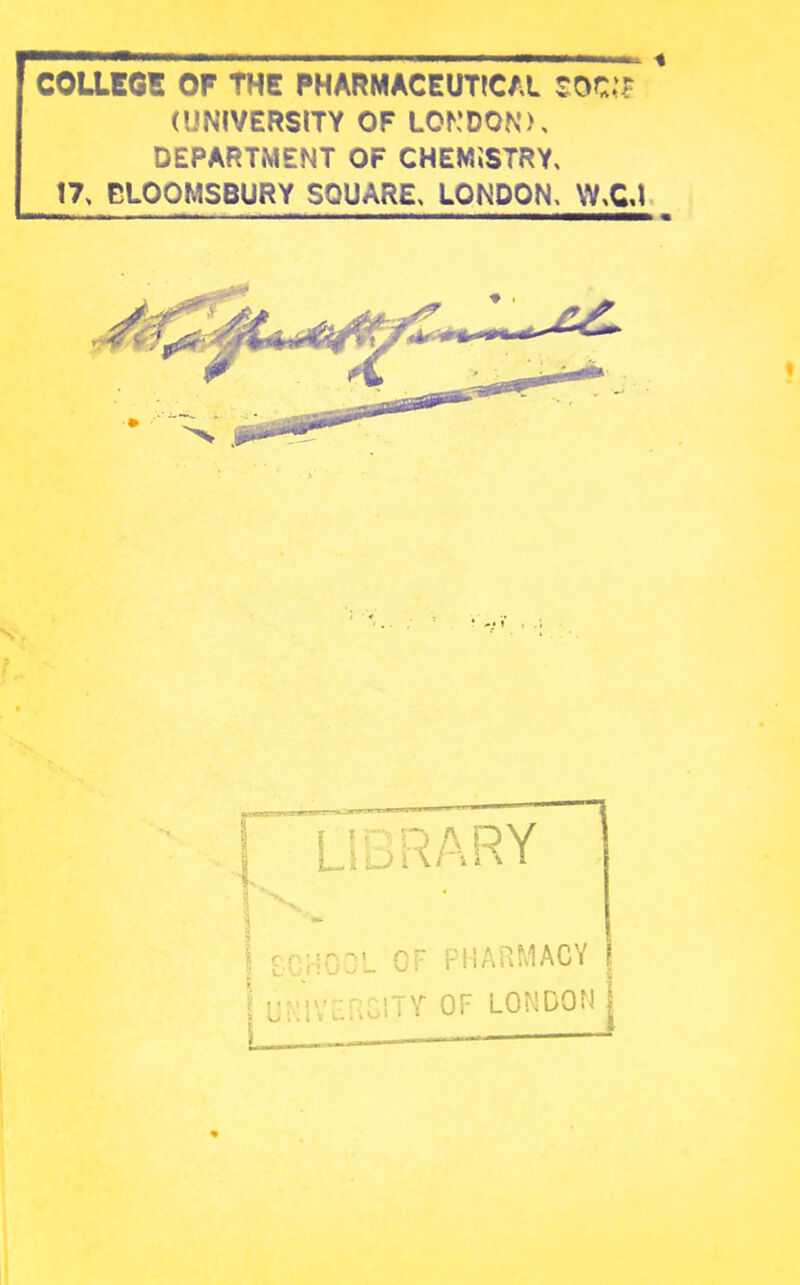 COLLEGE OF THE PHARMACEUTICAL
(UNIVERSITY OF LONDON),
DEPARTMENT OF CHEMISTRY,
17, BLOOMSBURY SQUARE, LONDON, W.C.1
LIBRARY
SCHOOL OF PHARMACY
UNIVERSITY OF LONDON